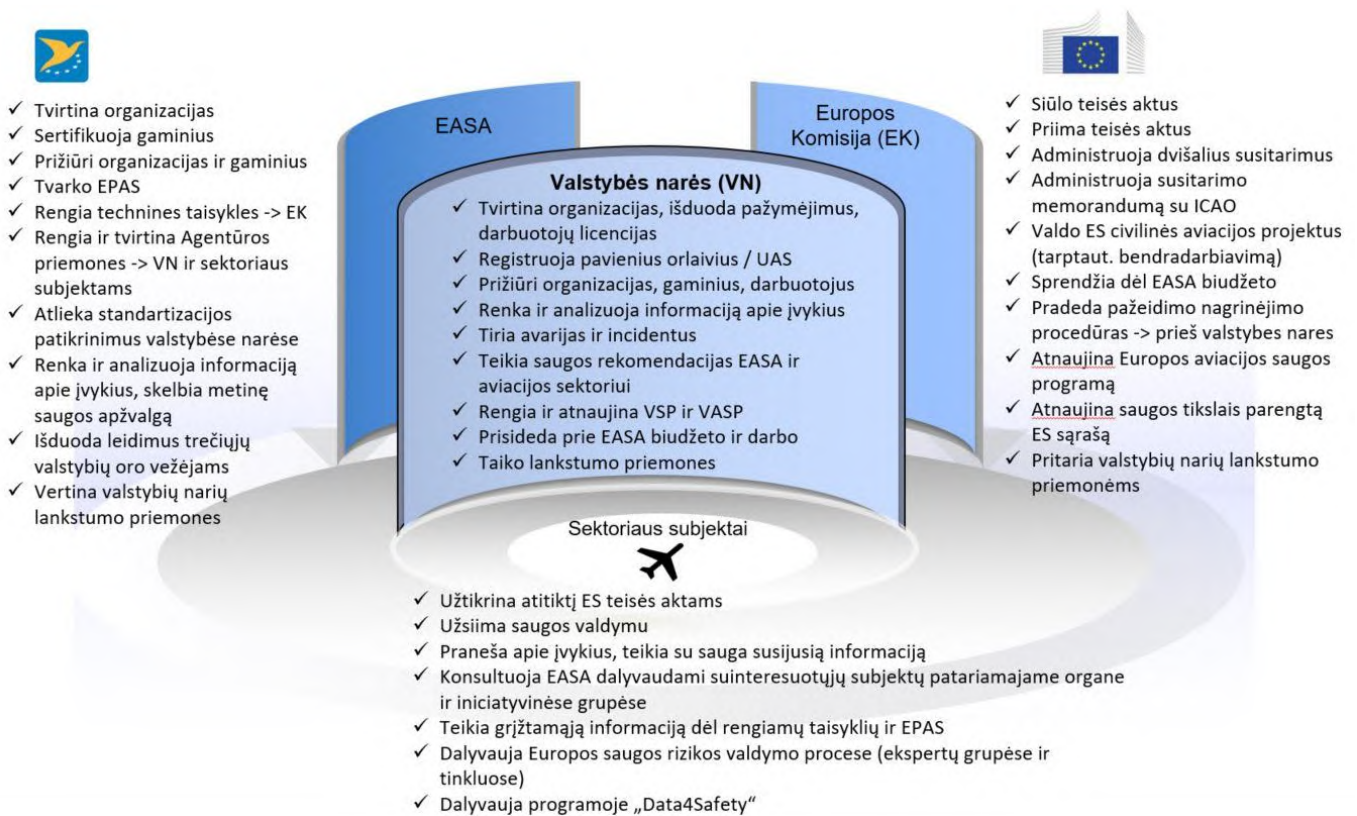 ✓ Tvirtina organizacijas
✓ Sertifikuoja gaminius
✓ Prižiūri organizacijas ir gaminius
✓ Tvarko EPAS
✓ Rengia technines taisykles -> EK
✓ Rengia ir tvirtina Agentūros
priemones -> VN ir sektoriaus
subjektams
✓ Atlieka standartizacijos
patikrinimus valstybėse narėse
✓ Renka ir analizuoja informaciją
apie įvykius, skelbia metinę
saugos apžvalgą
✓ Išduoda leidimus trečiųjų
valstybių oro vežėjams
✓ Vertina valstybių narių
lankstumo priemones
EASA
Europos
Komisija (EK)
Valstybės narės (VN)
✓ Tvirtina organizacijas, išduoda pažymėjimus,
darbuotojų licencijas
✓ Registruoja pavienius orlaivius / UAS
✓ Prižiūri organizacijas, gaminius, darbuotojus
✓ Renka ir analizuoja informaciją apie įvykius
✓ Tiria avarijas ir incidentus
✓ Teikia saugos rekomendacijas EASA ir
aviacijos sektoriui
✓ Rengia ir atnaujina VSP ir VASP
✓ Prisideda prie EASA biudžeto ir darbo
✓ Taiko lankstumo priemones
✓ Siūlo teisės aktus
✓ Priima teisės aktus
✓ Administruoja dvišalius susitarimus
✓ Administruoja susitarimo
memorandumą su ICAO
✓ Valdo ES civilinės aviacijos projektus
(tarptaut. bendradarbiavimą)
✓ Sprendžia dėl EASA biudžeto
✓ Pradeda pažeidimo nagrinėjimo
procedūras -> prieš valstybes nares
✓ Atnaujina Europos aviacijos saugos
programą
✓ Atnaujina saugos tikslais parengtą
ES sąrašą
✓ Pritaria valstybių narių lankstumo
priemonėms
Sektoriaus subjektai
✓ Užtikrina atitiktį ES teisės aktams
✓ Užsiima saugos valdymu
✓ Praneša apie įvykius, teikia su sauga susijusią informaciją
✓ Konsultuoja EASA dalyvaudami suinteresuotųjų subjektų patariamajame organe
ir iniciatyvinėse grupėse
✓ Teikia grįžtamąją informaciją dėl rengiamų taisyklių ir EPAS
✓ Dalyvauja Europos saugos rizikos valdymo procese (ekspertų grupėse ir
tinkluose)
✓ Dalyvauja programoje „Data4Safety“